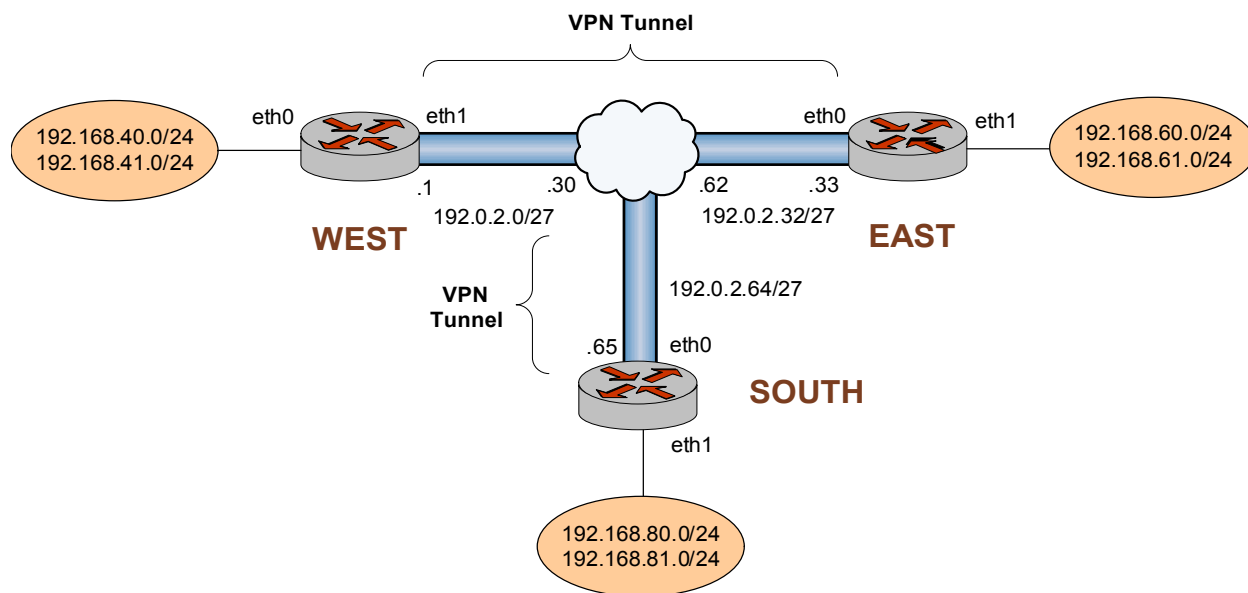 VPN Tunnel
eth0
eth1
eth0
eth1
192.168.40.0/24
192.168.41.0/24
192.168.60.0/24
192.168.61.0/24
.1
.30
.62
.33
192.0.2.0/27
192.0.2.32/27
WEST
EAST
VPN
Tunnel
192.0.2.64/27
.65
eth0
SOUTH
eth1
192.168.80.0/24
192.168.81.0/24